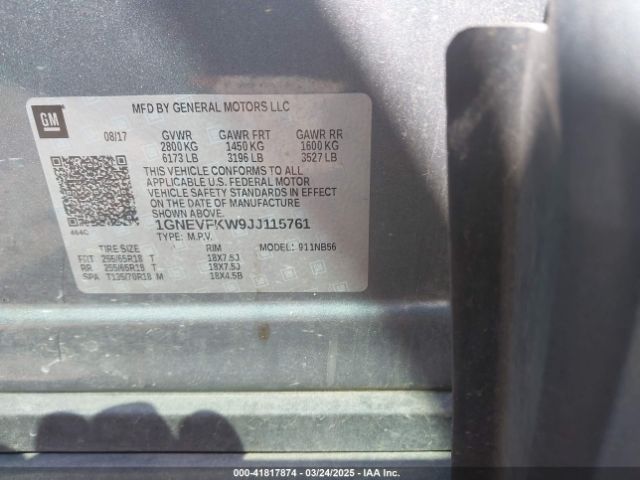 GM
MFD BY GENERAL MOTORS LLC
08/17 GVWR GAWR FRT GAWR RR
2800 KG 1450 KG 1600 KG
6173 LB 3196 LB 3527 LB
THIS VEHICLE CONFORMS TO ALL
APPLICABLE U.S. FEDERAL MOTOR
VEHICLE SAFETY STANDARDS IN EFFECT
ON THE DATE OF MANUFACTURE
SHOWN ABOVE.
1GNEVFKW9JJ115761
TYPE: M.P.V.
MODEL: 911NB56
TIRE SIZE RIM
FRT 255/65R18 T 18X7.5J
RR 255/65R18 T 18X7.5J
SPA T135/70R18 M 18X4.5B
000-41817874 | 03/24/2025 - IAA Inc.